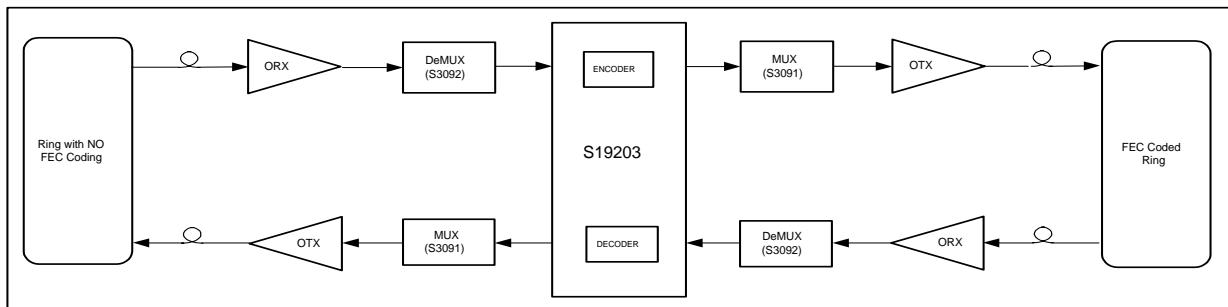 ORX
DeMUX
(S3092)
ENCODER
MUX
(S3091)
OTX
Ring with NO
FEC Coding
S19203
FEC Coded
Ring
OTX
MUX
(S3091)
DECODER
DeMUX
(S3092)
ORX